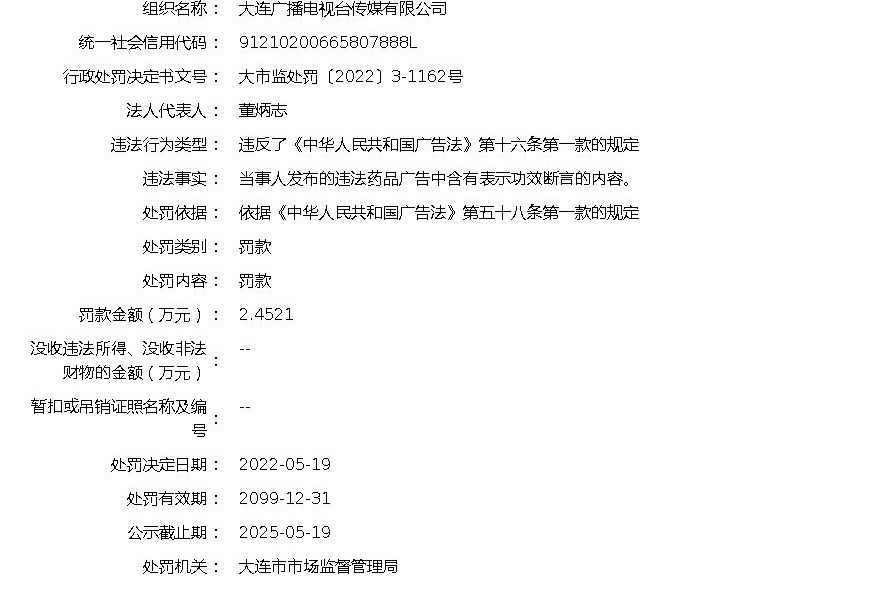 组织名称： 大连广播电视台传媒有限公司
统一社会信用代码： 91210200665807888L
行政处罚决定书文号： 大市监处罚〔2022〕3-1162号
法人代表人： 董炳志
违法行为类型： 违反了《中华人民共和国广告法》第十六条第一款的规定
违法事实： 当事人发布的违法药品广告中含有表示功效断言的内容。
处罚依据： 依据《中华人民共和国广告法》第五十八条第一款的规定
处罚类别： 罚款
处罚内容： 罚款
罚款金额（万元）： 2.4521
没收违法所得、没收非法
财物的金额（万元）： --
暂扣或吊销证照名称及编
号： --
处罚决定日期： 2022-05-19
处罚有效期： 2099-12-31
公示截止期： 2025-05-19
处罚机关： 大连市市场监督管理局